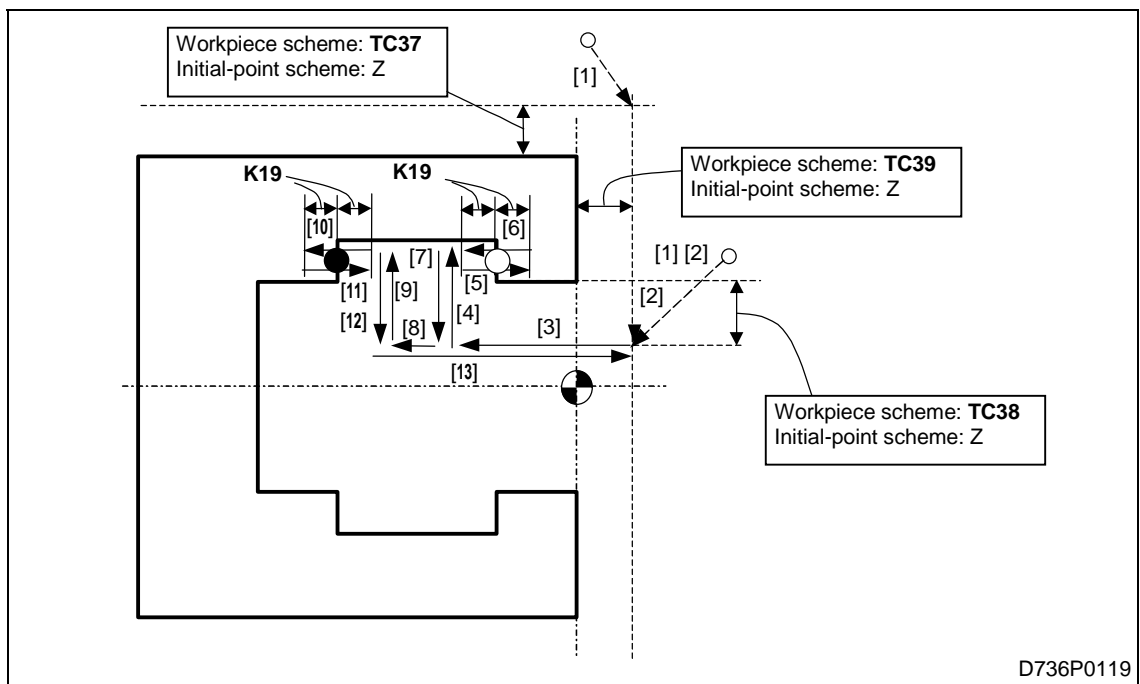 Workpiece scheme: TC37
Initial-point scheme: Z
[1]
Workpiece scheme: TC39
Initial-point scheme: Z
K19
K19
[10]
[6]
[7]
[1] [2]
[11]
[9]
[5]
[2]
[12]
[4]
[8]
[3]
[13]
Workpiece scheme: TC38
Initial-point scheme: Z
D736P0119